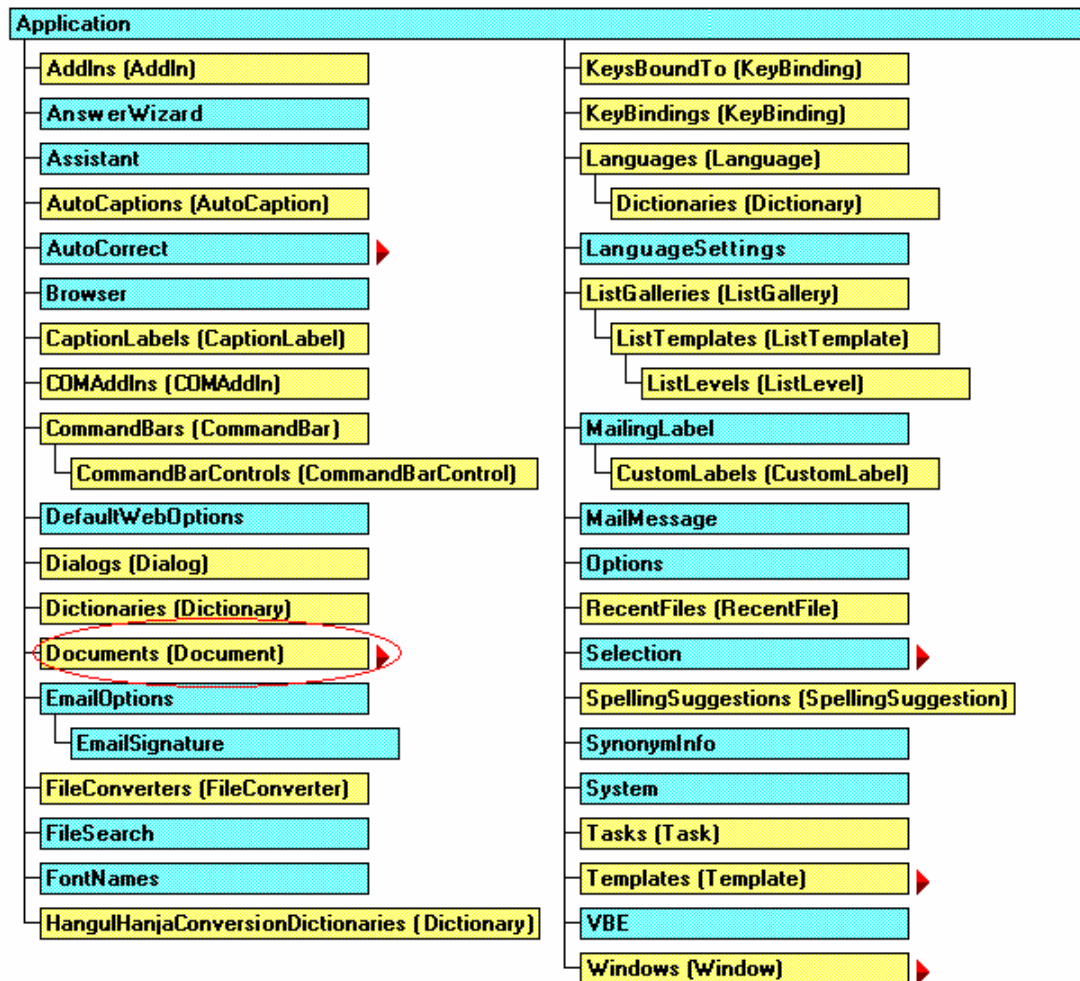 Application
AddIns (AddIn)
AnswerWizard
Assistant
AutoCaptions (AutoCaption)
AutoCorrect
Browser
CaptionLabels (CaptionLabel)
COMAddIns (COMAddIn)
CommandBars (CommandBar)
CommandBarControls (CommandBarControl)
DefaultWebOptions
Dialogs (Dialog)
Dictionaries (Dictionary)
Documents (Document)
EmailOptions
EmailSignature
FileConverters (FileConverter)
FileSearch
FontNames
HangulHanjaConversionDictionaries (Dictionary)
KeysBoundTo (KeyBinding)
KeyBindings (KeyBinding)
Languages (Language)
Dictionaries (Dictionary)
LanguageSettings
ListGalleries (ListGallery)
ListTemplates (ListTemplate)
ListLevels (ListLevel)
MailingLabel
CustomLabels (CustomLabel)
MailMessage
Options
RecentFiles (RecentFile)
Selection
SpellingSuggestions (SpellingSuggestion)
SynonymInfo
System
Tasks (Task)
Templates (Template)
VBE
Windows (Window)